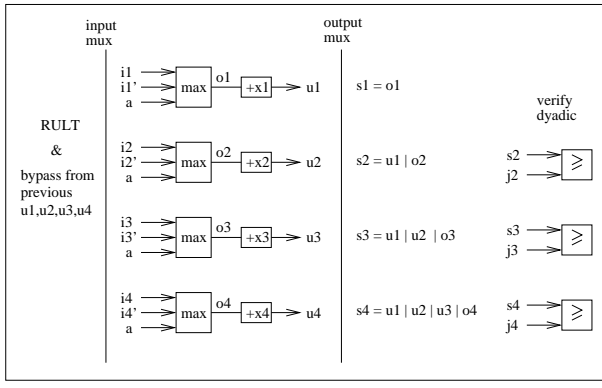 input
mux
output
mux
i1
i1'
a
max
o1
+x1
u1
s1 = o1
verify
dyadic
RULT
&
bypass from
previous
u1,u2,u3,u4
i2
i2'
a
max
o2
+x2
u2
s2 = u1 | o2
s2
j2
≥
i3
i3'
a
max
o3
+x3
u3
s3 = u1 | u2 | o3
s3
j3
≥
i4
i4'
a
max
o4
+x4
u4
s4 = u1 | u2 | u3 | o4
s4
j4
≥